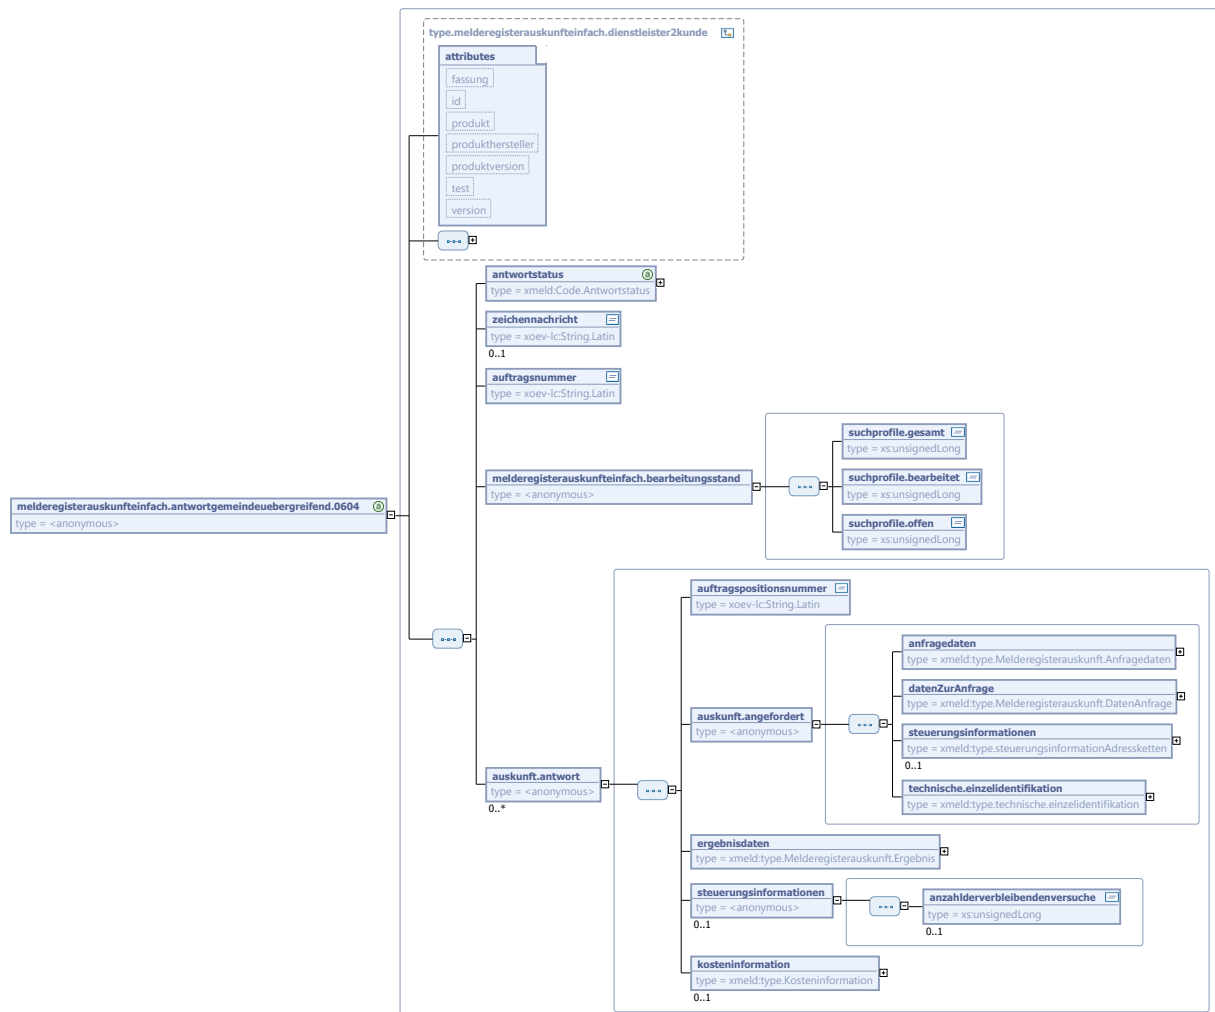 type.melderegisterauskunfteinfach.dienstleister2kunde
attributes
fassung
id
produkt
produkthersteller
produktversion
test
version
antwortstatus
type = xmeld:Code.Antwortstatus
zeichennachricht
type = xoev-lc:String.Latin
0..1
auftragsnummer
type = xoev-lc:String.Latin
suchprofile.gesamt
type = xs:unsignedLong
melderegisterauskunfteinfach.bearbeitungsstand
type = <anonymous>
suchprofile.bearbeitet
type = xs:unsignedLong
suchprofile.offen
type = xs:unsignedLong
melderegisterauskunfteinfach.antwortgemeindeuebergreifend.0604
type = <anonymous>
auftragspositionsnummer
type = xoev-lc:String.Latin
anfragedaten
type = xmeld:type.Melderegisterauskunft.Anfragedaten
datenZurAnfrage
type = xmeld:type.Melderegisterauskunft.DatenAnfrage
auskunft.angefordert
type = <anonymous>
steuerungsinformationen
type = xmeld:type.steuerungsinformationAdressketten
0..1
technische.einzelidentifikation
type = xmeld:type.technische.einzelidentifikation
auskunft.antwort
type = <anonymous>
0..*
ergebnisdaten
type = xmeld:type.Melderegisterauskunft.Ergebnis
steuerungsinformationen
type = <anonymous>
0..1
anzahlderverbleibendenversuche
type = xs:unsignedLong
0..1
kosteninformation
type = xmeld:type.Kosteninformation
0..1